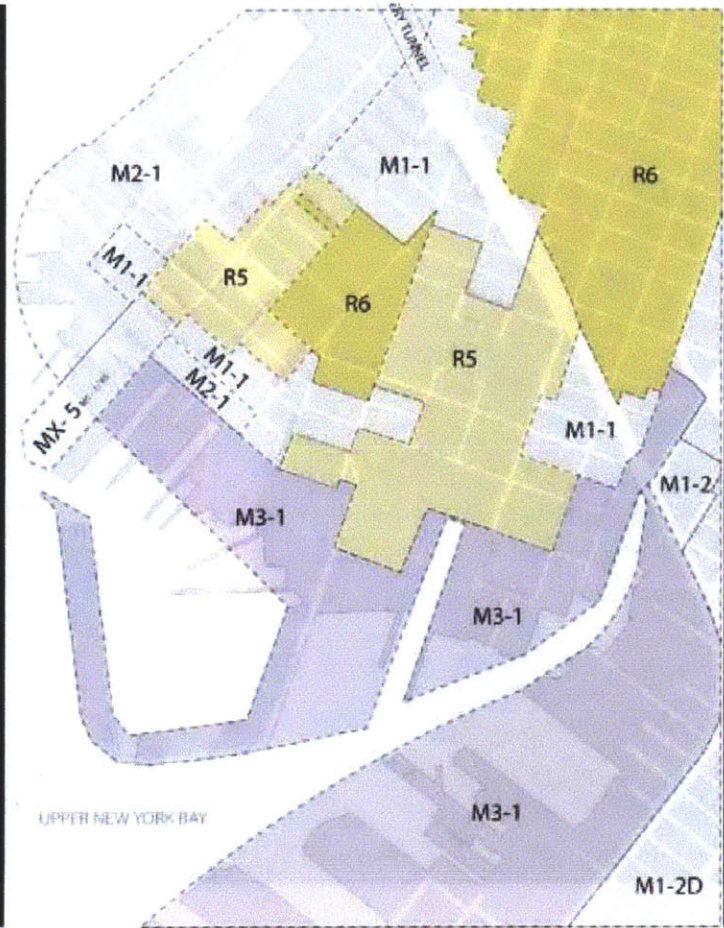 RY TUNNEL
M2-1
M1-1
R6
M1-1
R5
R6
R5
M1-1
M2-1
MX- 5
M1-1
M1-2
M3-1
M3-1
M3-1
UPPER NEW YORK BAY
M1-2D